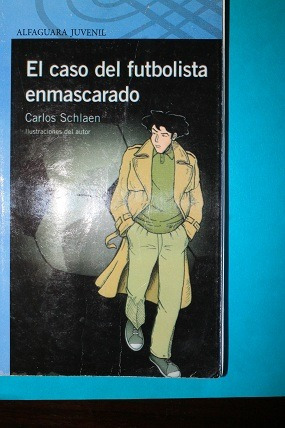 ALFAGUARA JUVENIL
El caso del futbolista
enmascarado
Carlos Schlaen
Ilustraciones del autor